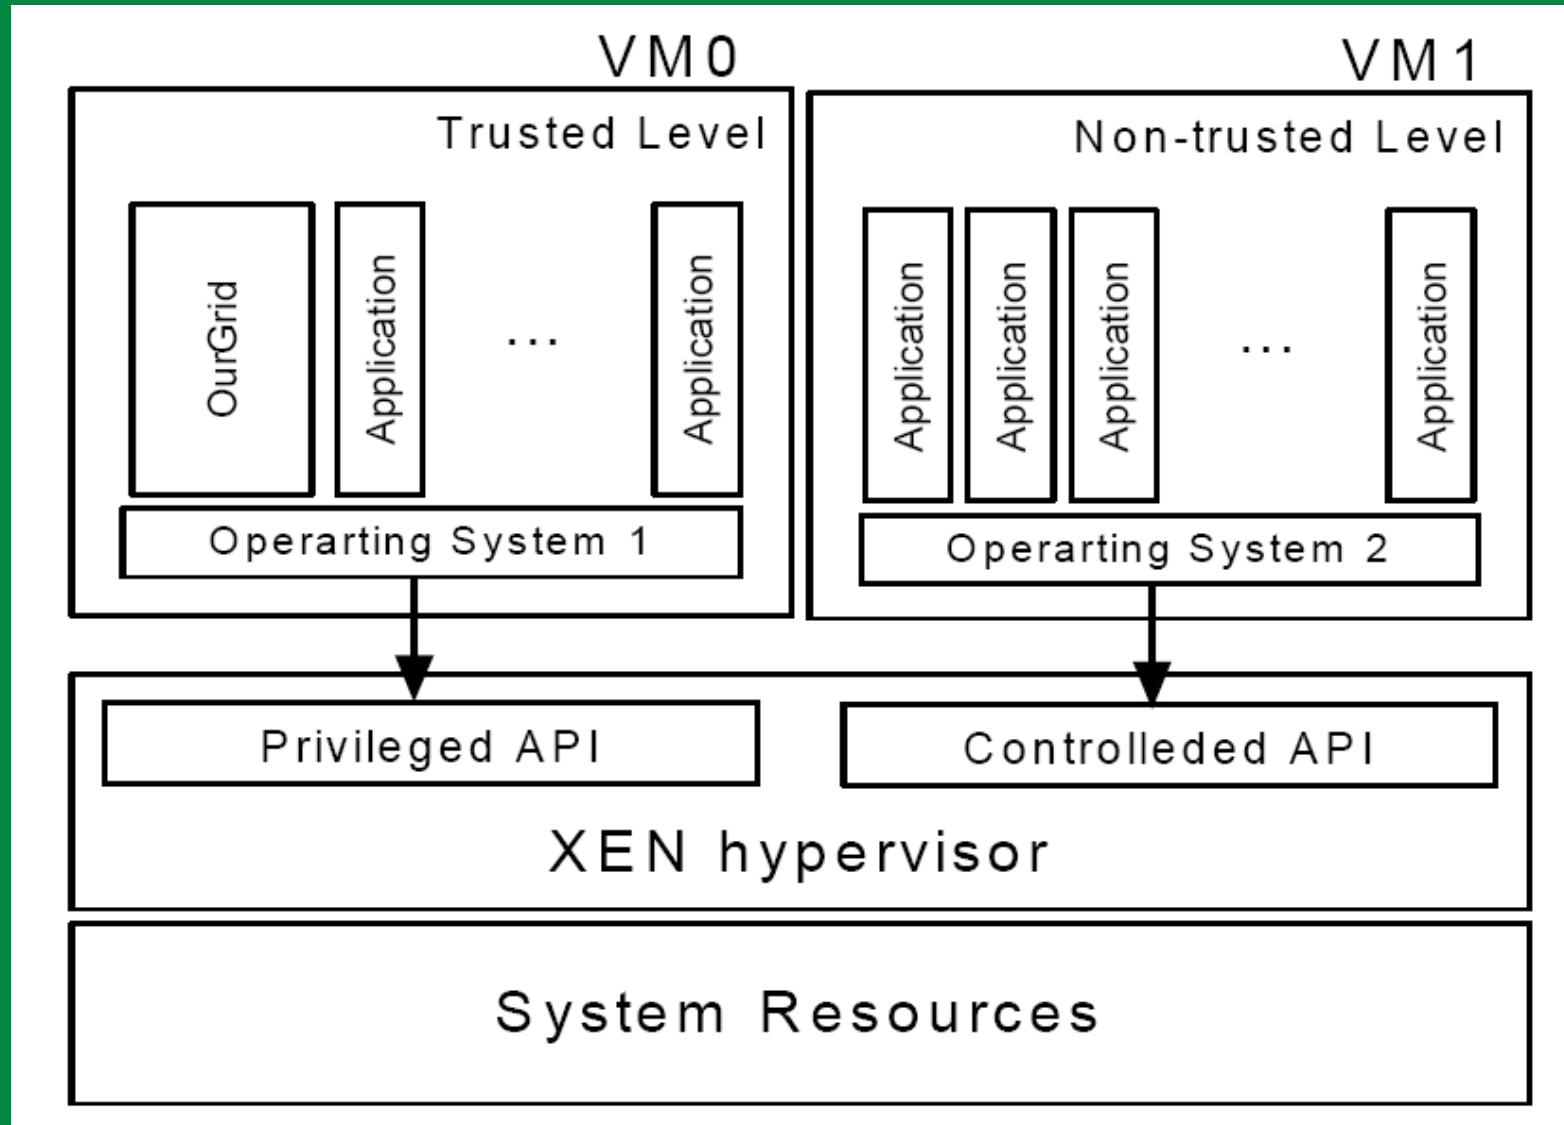 VM0
Trusted Level
OurGrid
Application
...
Application
Operarting System 1
VM1
Non-trusted Level
Application
Application
Application
...
Application
Operarting System 2
Privileged API
Controlleded API
XEN hypervisor
System Resources